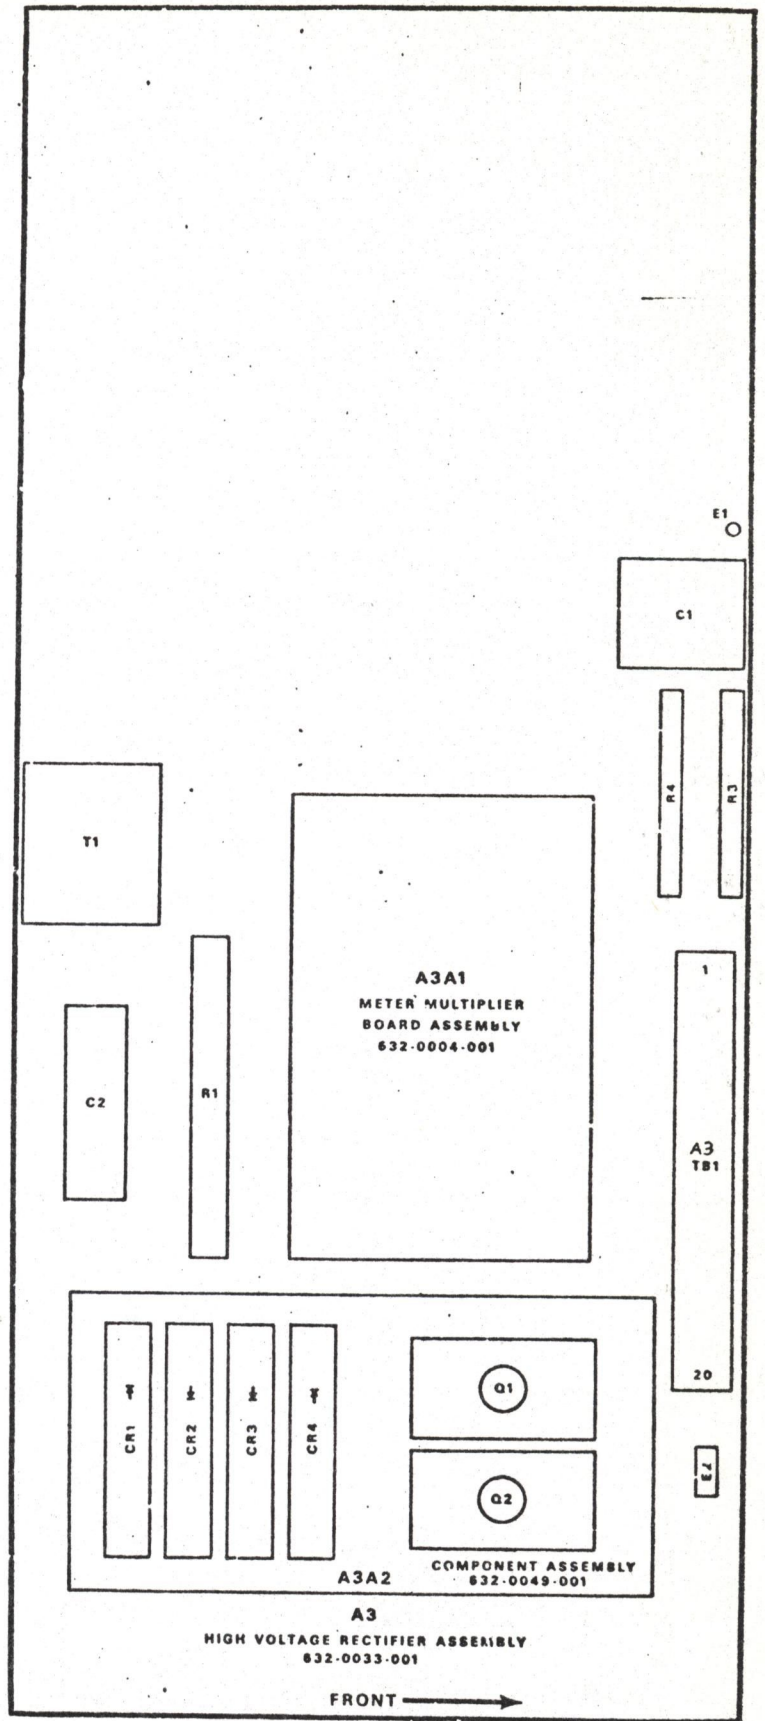 E1
C1
R4
R3
T1
A3A1
METER MULTIPLIER
BOARD ASSEMBLY
632-0004-001
1
C2
R1
A3
TB1
20
CR1
CR2
CR3
CR4
Q1
Q2
COMPONENT ASSEMBLY
632-0049-001
A3A2
A3
HIGH VOLTAGE RECTIFIER ASSEMBLY
632-0033-001
FRONT